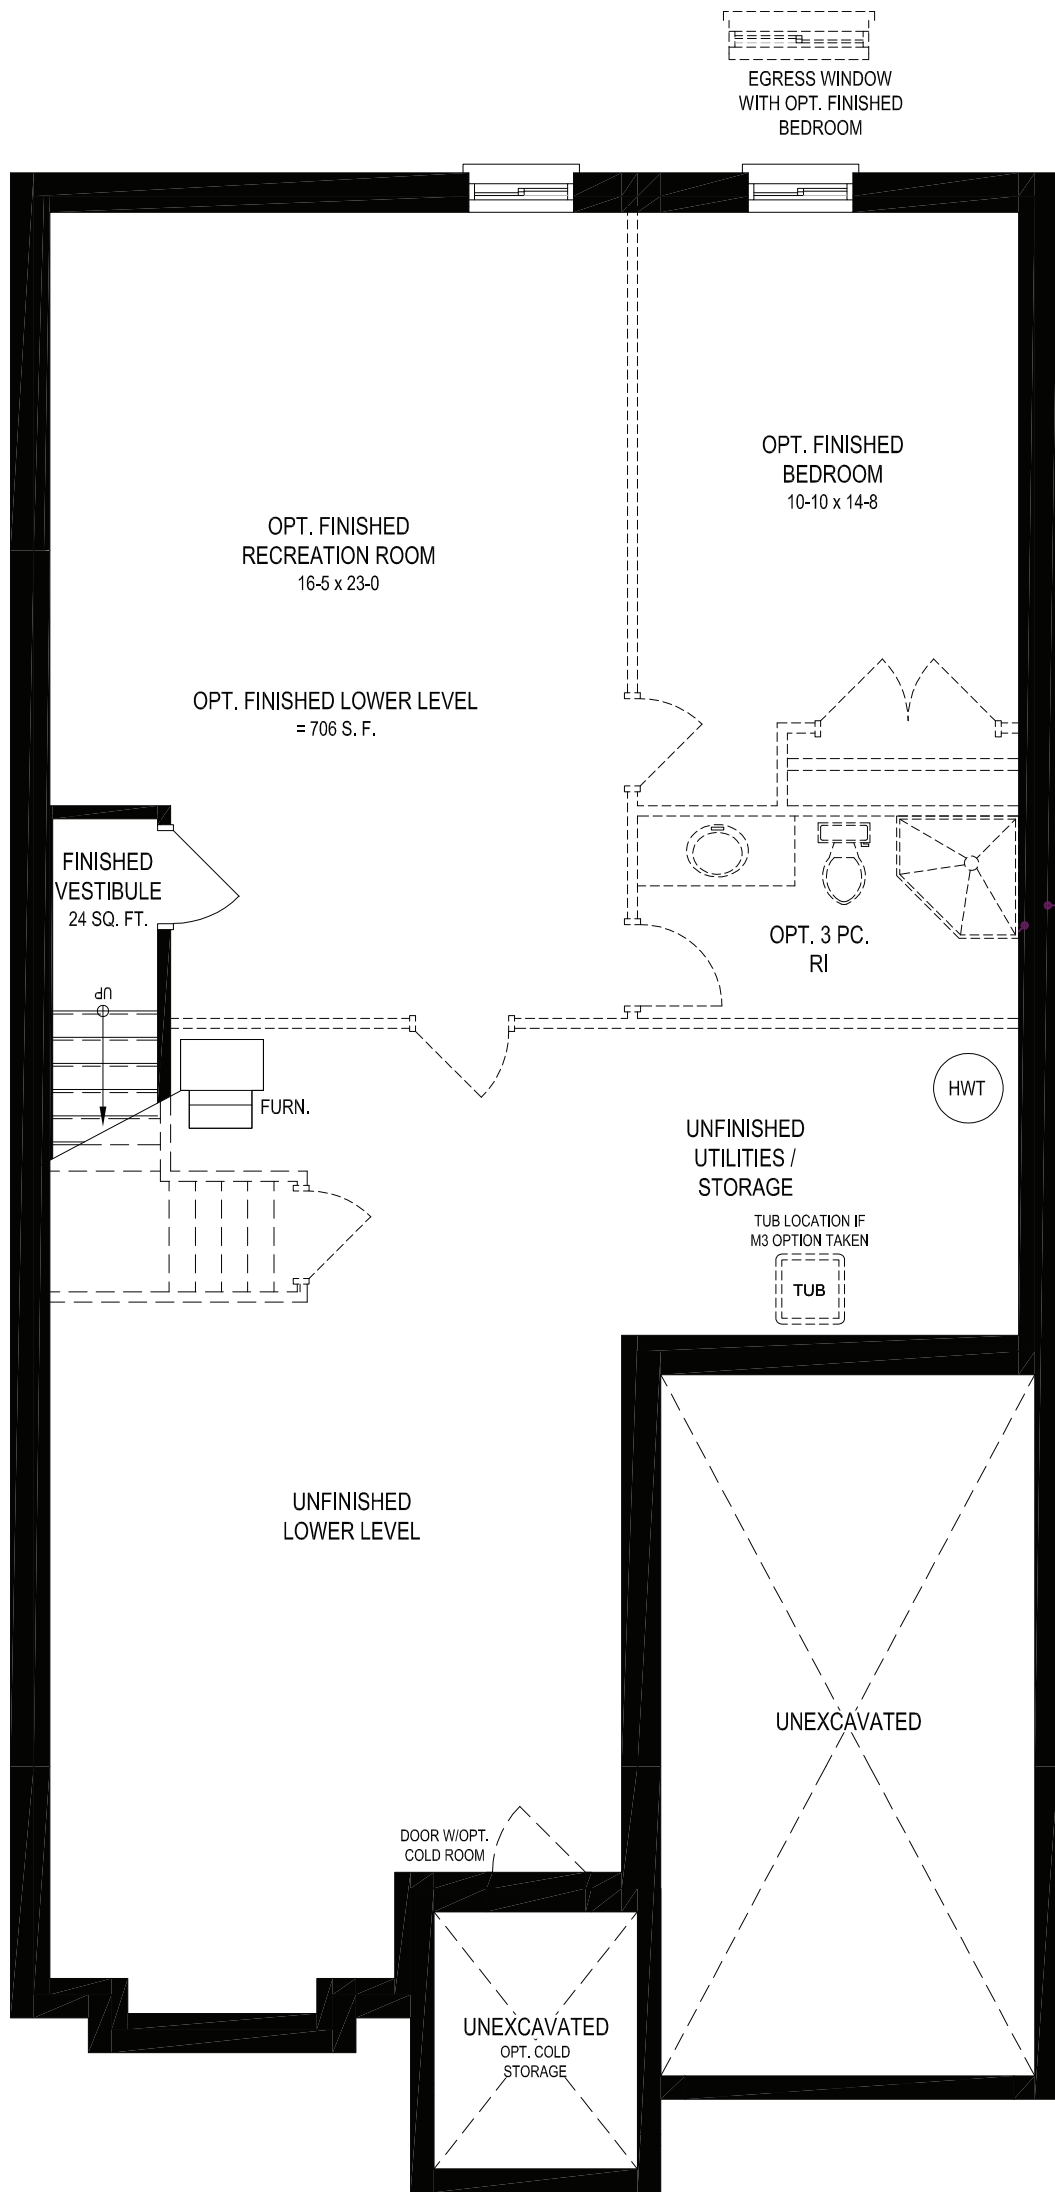 EGRESS WINDOW
WITH OPT. FINISHED
BEDROOM
OPT. FINISHED
BEDROOM
10-10 x 14-8
OPT. FINISHED
RECREATION ROOM
16-5 x 23-0
OPT. FINISHED LOWER LEVEL
= 706 S. F.
FINISHED
VESTIBULE
24 SQ. FT.
OPT. 3 PC.
RI
UP
FURN.
HWT
UNFINISHED
UTILITIES /
STORAGE
TUB LOCATION IF
M3 OPTION TAKEN
TUB
UNFINISHED
LOWER LEVEL
UNEXCAVATED
DOOR W/OPT.
COLD ROOM
UNEXCAVATED
OPT. COLD
STORAGE